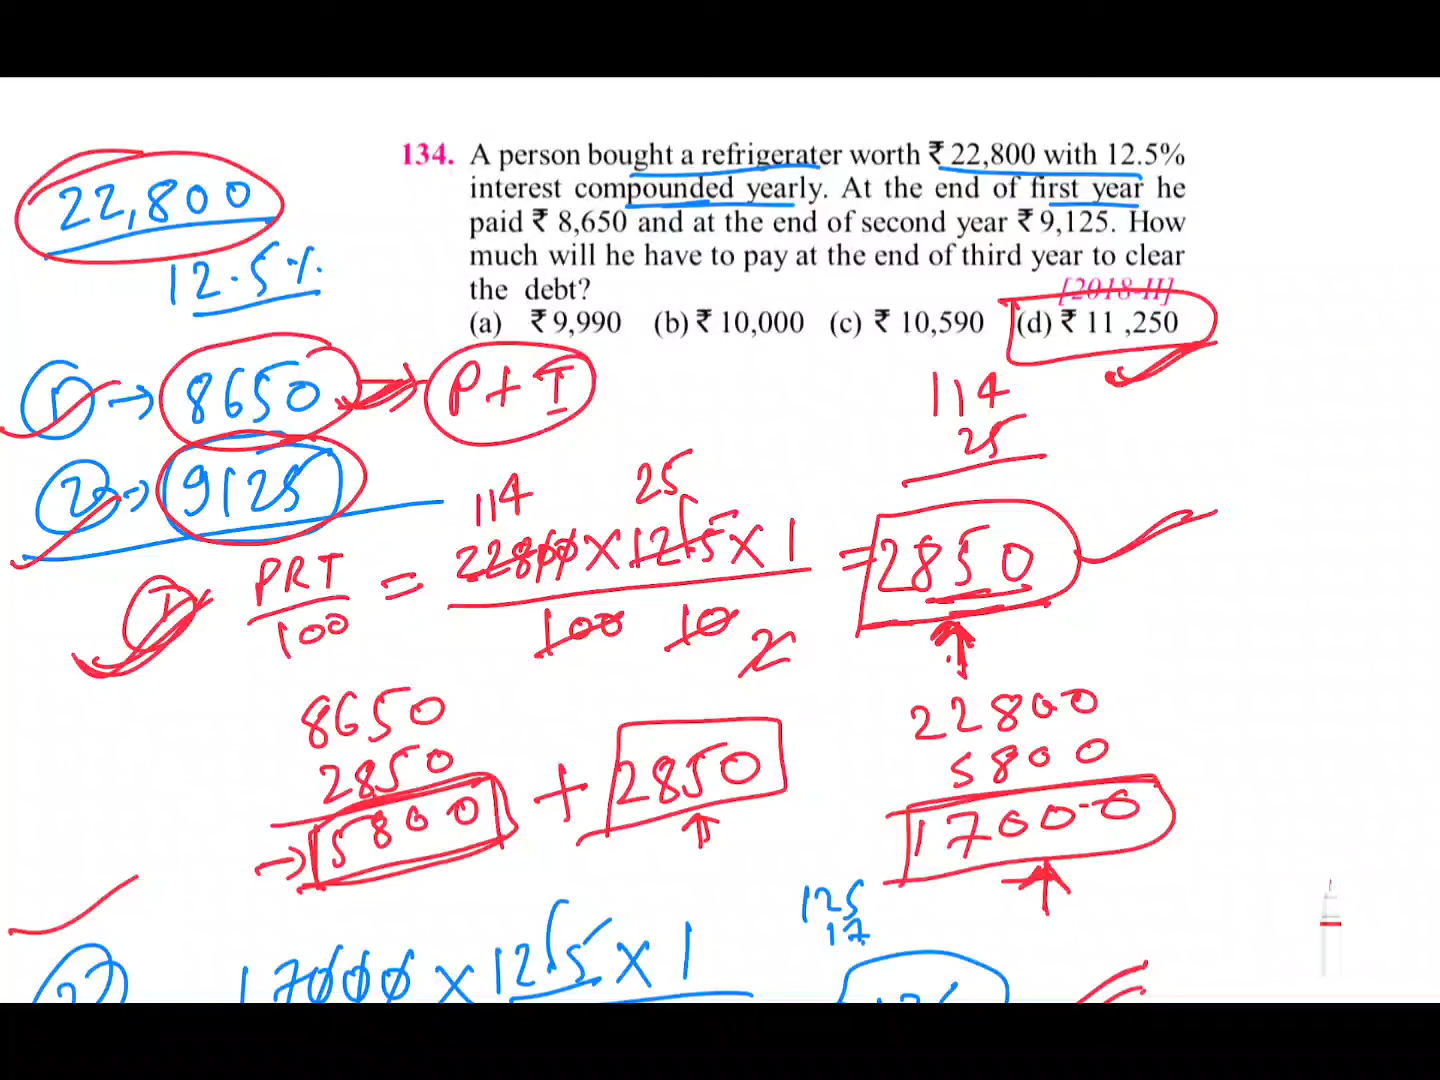 134. A person bought a refrigerater worth ₹ 22,800 with 12.5%
interest compounded yearly. At the end of first year he
paid ₹ 8,650 and at the end of second year ₹ 9,125. How
much will he have to pay at the end of third year to clear
the debt?
[2018-II]
(a) ₹ 9,990 (b) ₹ 10,000 (c) ₹ 10,590 (d) ₹ 11 ,250
22,800
12.5%
1 → 8650 → P + I
2 → 9125
114
25
114 25
I PRT/100 = 22800 × 125 × 1 / 100 10 2 = 2850
8650
2850
5800 + 2850
22800
5800
17000
125
17
2 17000 × 125 × 1